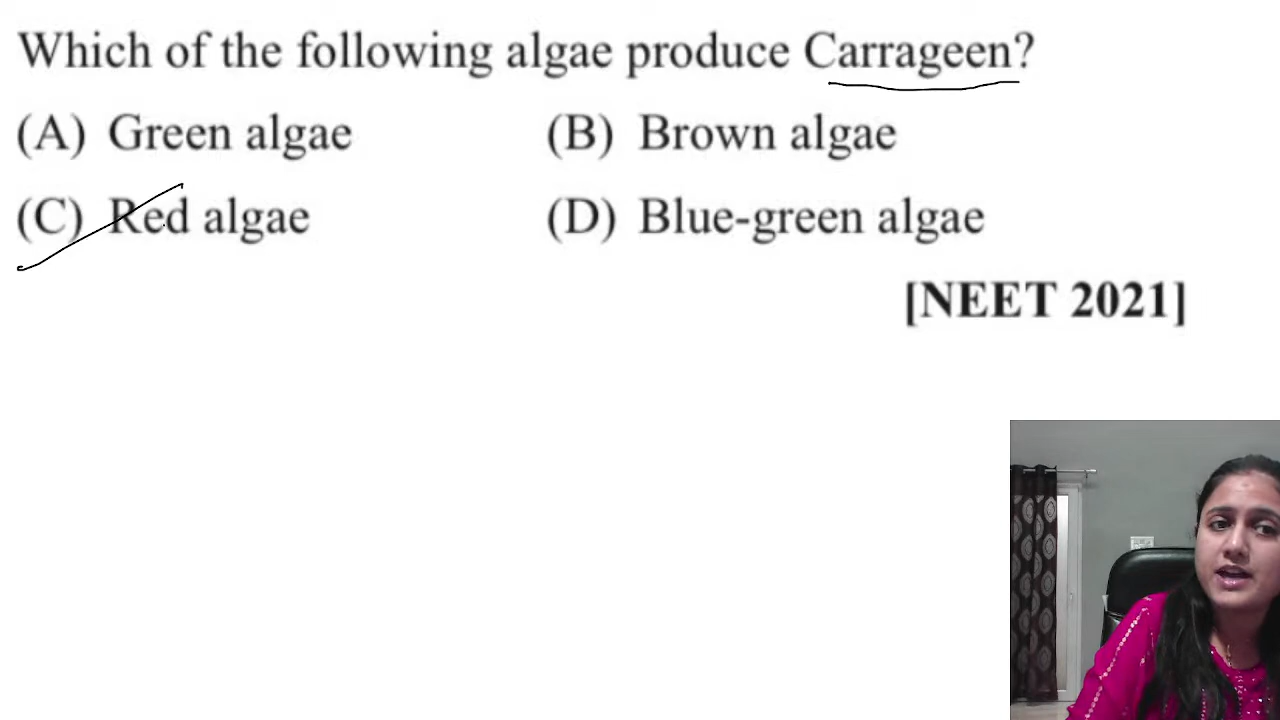 Which of the following algae produce Carrageen?
(A) Green algae (B) Brown algae
(C) Red algae (D) Blue-green algae
[NEET 2021]